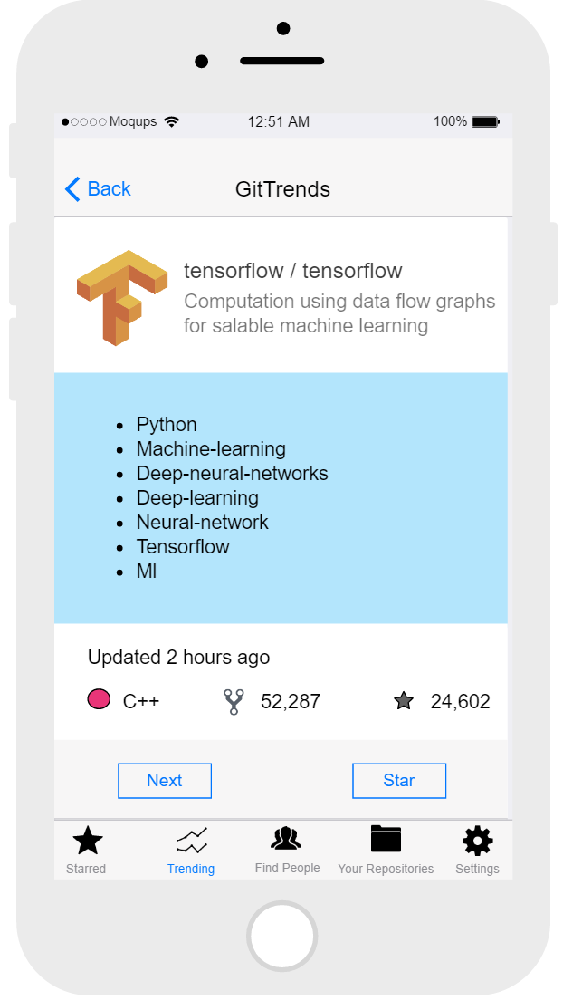 Moqups 12:51 AM 100%
Back GitTrends
tensorflow / tensorflow
Computation using data flow graphs
for salable machine learning
Python
Machine-learning
Deep-neural-networks
Deep-learning
Neural-network
Tensorflow
Ml
Updated 2 hours ago
C++ 52,287 24,602
Next Star
Starred Trending Find People Your Repositories Settings